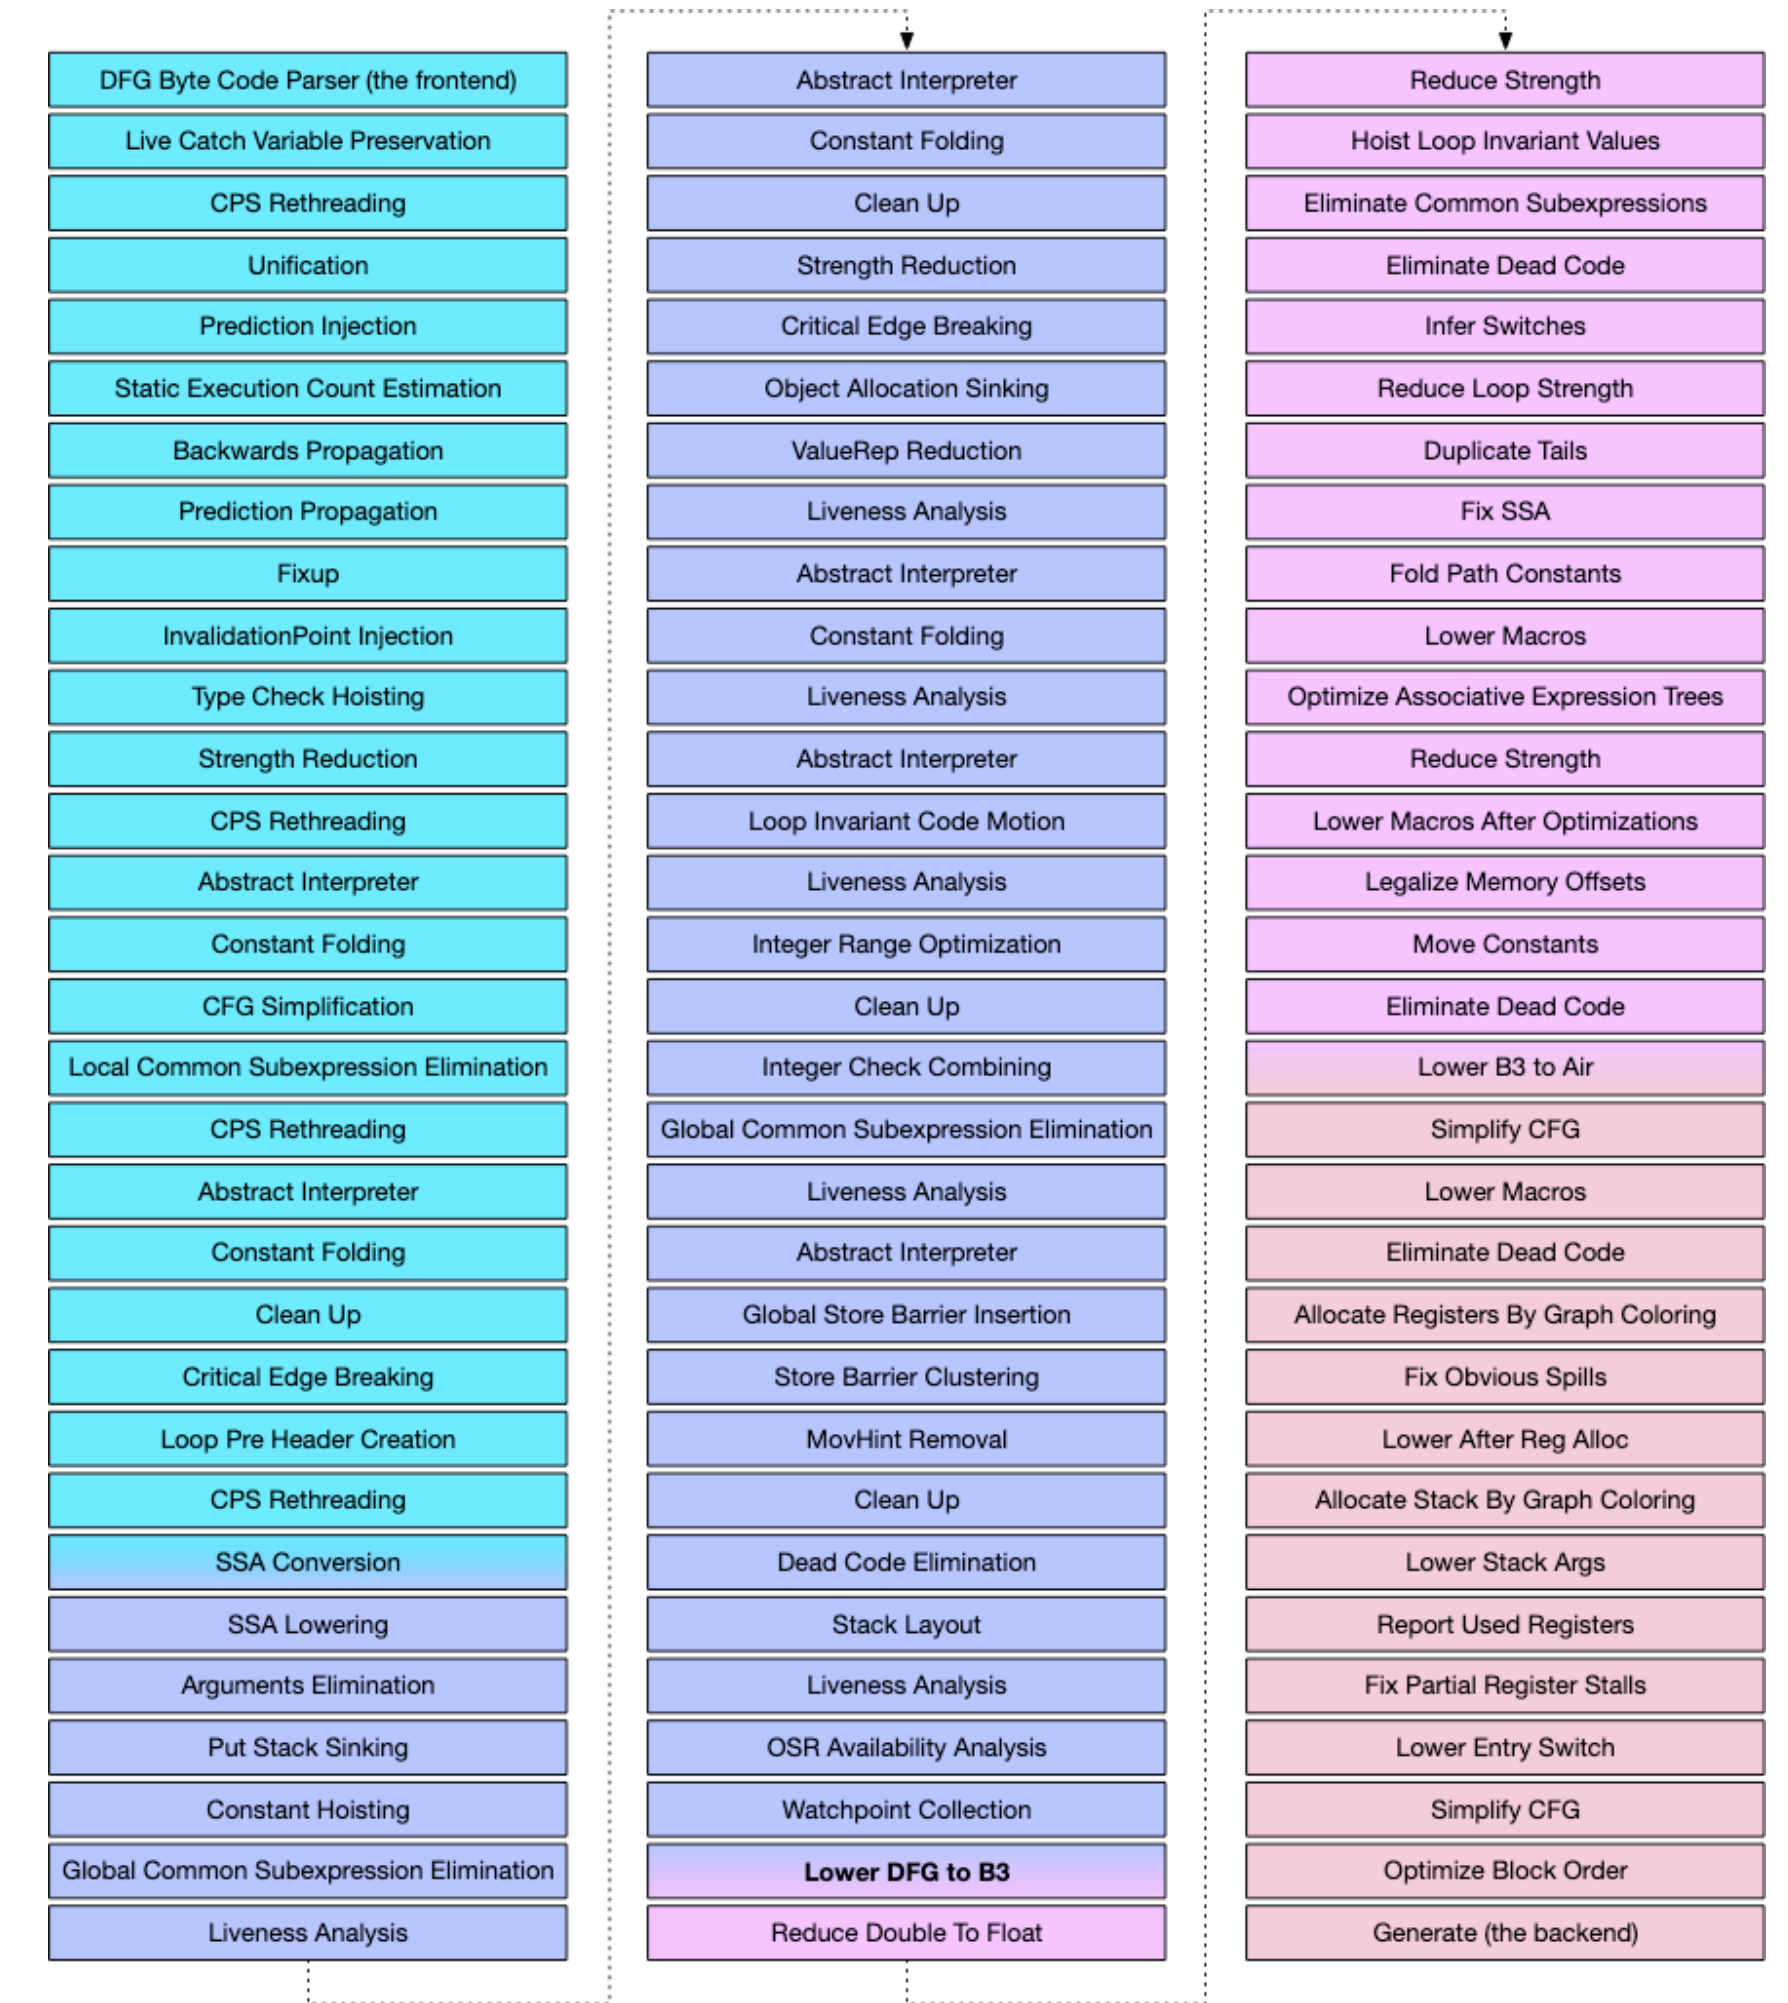 DFG Byte Code Parser (the frontend)
Live Catch Variable Preservation
CPS Rethreading
Unification
Prediction Injection
Static Execution Count Estimation
Backwards Propagation
Prediction Propagation
Fixup
InvalidationPoint Injection
Type Check Hoisting
Strength Reduction
CPS Rethreading
Abstract Interpreter
Constant Folding
CFG Simplification
Local Common Subexpression Elimination
CPS Rethreading
Abstract Interpreter
Constant Folding
Clean Up
Critical Edge Breaking
Loop Pre Header Creation
CPS Rethreading
SSA Conversion
SSA Lowering
Arguments Elimination
Put Stack Sinking
Constant Hoisting
Global Common Subexpression Elimination
Liveness Analysis
Abstract Interpreter
Constant Folding
Clean Up
Strength Reduction
Critical Edge Breaking
Object Allocation Sinking
ValueRep Reduction
Liveness Analysis
Abstract Interpreter
Constant Folding
Liveness Analysis
Abstract Interpreter
Loop Invariant Code Motion
Liveness Analysis
Integer Range Optimization
Clean Up
Integer Check Combining
Global Common Subexpression Elimination
Liveness Analysis
Abstract Interpreter
Global Store Barrier Insertion
Store Barrier Clustering
MovHint Removal
Clean Up
Dead Code Elimination
Stack Layout
Liveness Analysis
OSR Availability Analysis
Watchpoint Collection
Lower DFG to B3
Reduce Double To Float
Reduce Strength
Hoist Loop Invariant Values
Eliminate Common Subexpressions
Eliminate Dead Code
Infer Switches
Reduce Loop Strength
Duplicate Tails
Fix SSA
Fold Path Constants
Lower Macros
Optimize Associative Expression Trees
Reduce Strength
Lower Macros After Optimizations
Legalize Memory Offsets
Move Constants
Eliminate Dead Code
Lower B3 to Air
Simplify CFG
Lower Macros
Eliminate Dead Code
Allocate Registers By Graph Coloring
Fix Obvious Spills
Lower After Reg Alloc
Allocate Stack By Graph Coloring
Lower Stack Args
Report Used Registers
Fix Partial Register Stalls
Lower Entry Switch
Simplify CFG
Optimize Block Order
Generate (the backend)